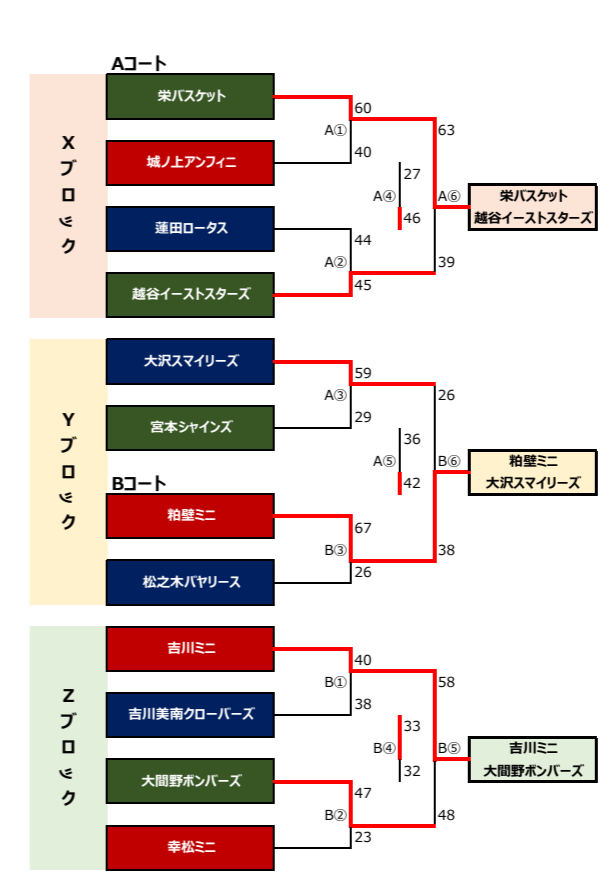 Aコート
Xブロック
栄バスケット
60
A①
63
城ノ上アンフィニ
40
27
A④
46
A⑥
栄バスケット
越谷イーストスターズ
蓮田ロータス
44
A②
39
越谷イーストスターズ
45
Yブロック
大沢スマイリーズ
59
A③
26
宮本シャインズ
29
36
A⑤
42
B⑥
粕壁ミニ
大沢スマイリーズ
Bコート
粕壁ミニ
67
B③
38
松之木バヤリース
26
Zブロック
吉川ミニ
40
B①
58
吉川美南クローバーズ
38
33
B④
32
B⑤
吉川ミニ
大間野ボンバーズ
大間野ボンバーズ
47
B②
48
幸松ミニ
23